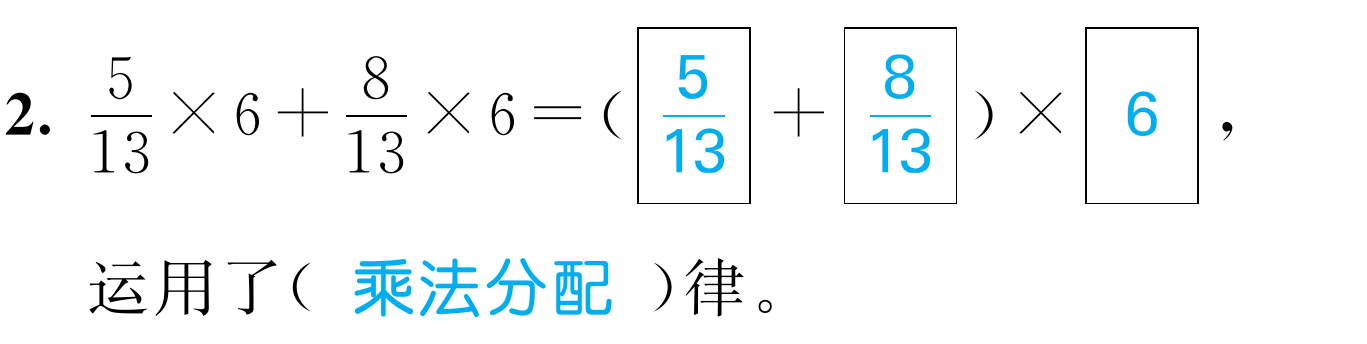 2. 5/13 × 6 + 8/13 × 6 = ( 5/13 + 8/13 ) × 6 ,
运用了( 乘法分配 )律。